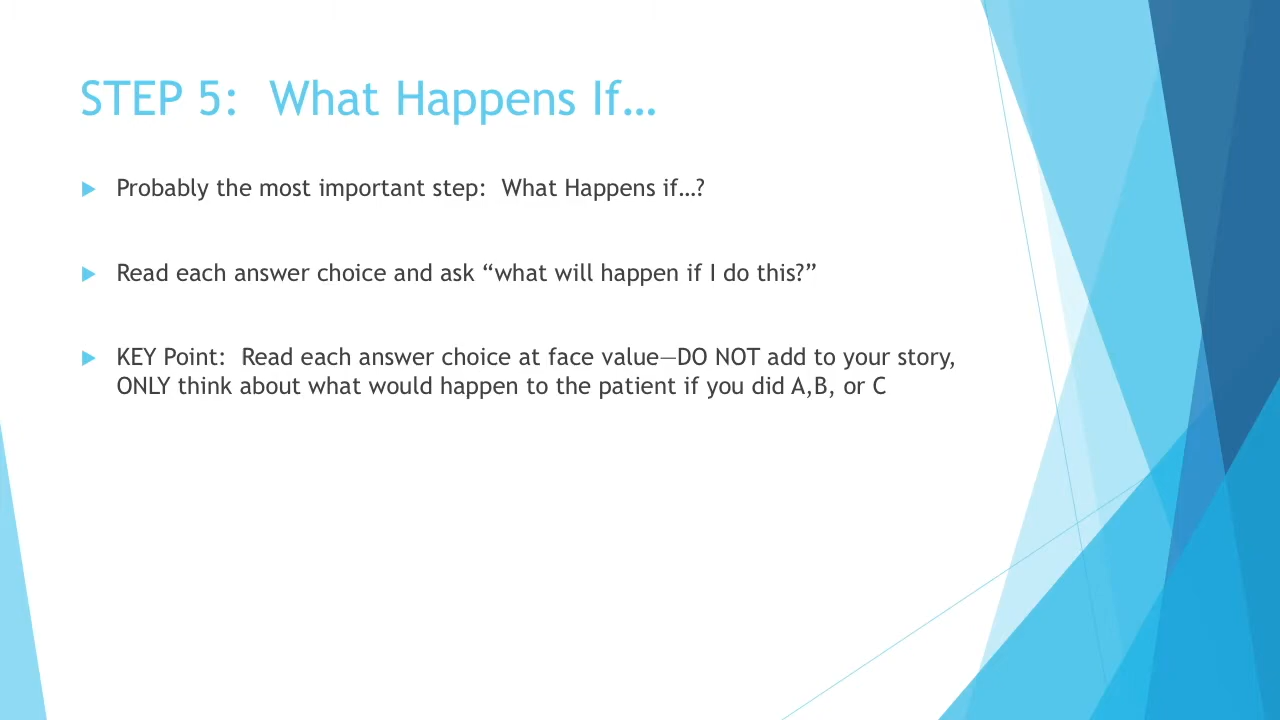 STEP 5:  What Happens If…
Probably the most important step:  What Happens if…?
Read each answer choice and ask “what will happen if I do this?”
KEY Point:  Read each answer choice at face value—DO NOT add to your story,
ONLY think about what would happen to the patient if you did A,B, or C